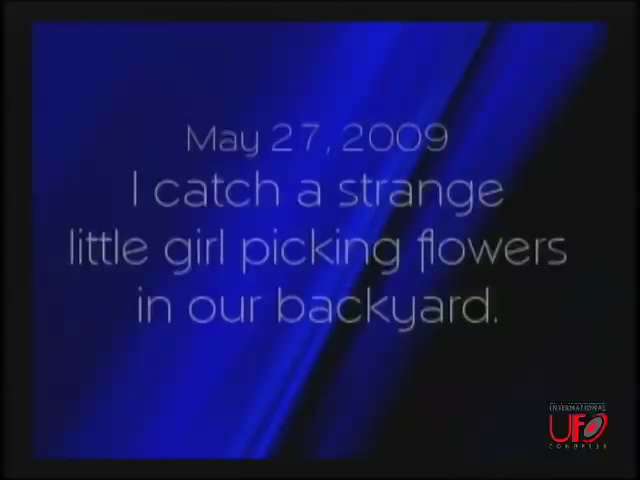 May 27, 2009
I catch a strange
little girl picking flowers
in our backyard.
INTERNATIONAL
UFO
CONGRESS